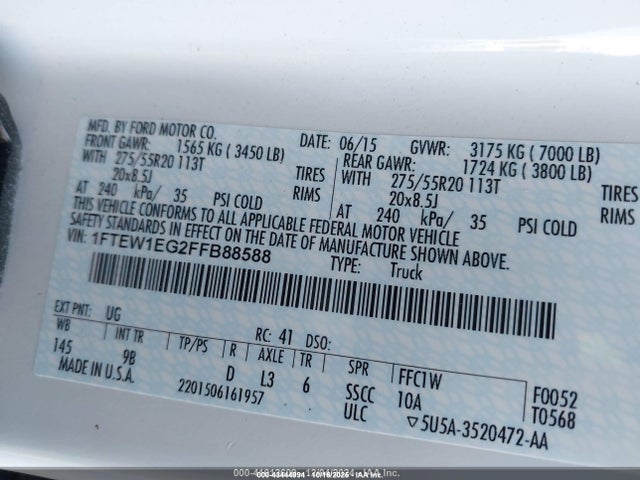 MFD. BY FORD MOTOR CO.
DATE: 06/15 GVWR: 3175 KG ( 7000 LB)
FRONT GAWR: 1565 KG ( 3450 LB) REAR GAWR: 1724 KG ( 3800 LB)
WITH 275/55R20 113T TIRES WITH 275/55R20 113T TIRES
20x8.5J RIMS 20x8.5J RIMS
AT 240 kPa/ 35 PSI COLD AT 240 kPa/ 35 PSI COLD
THIS VEHICLE CONFORMS TO ALL APPLICABLE FEDERAL MOTOR VEHICLE
SAFETY STANDARDS IN EFFECT ON THE DATE OF MANUFACTURE SHOWN ABOVE.
VIN: 1FTEW1EG2FFB88588
TYPE: Truck
EXT PNT: UG RC: 41 DSO:
WB INT TR TP/PS R AXLE TR SPR FFC1W F0052
145 9B D L3 6 SSCC 10A T0568
MADE IN U.S.A. 2201506161957 ULC ▽5U5A-3520472-AA